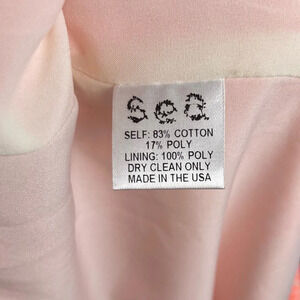 Sea
SELF: 83% COTTON
17% POLY
LINING: 100% POLY
DRY CLEAN ONLY
MADE IN THE USA